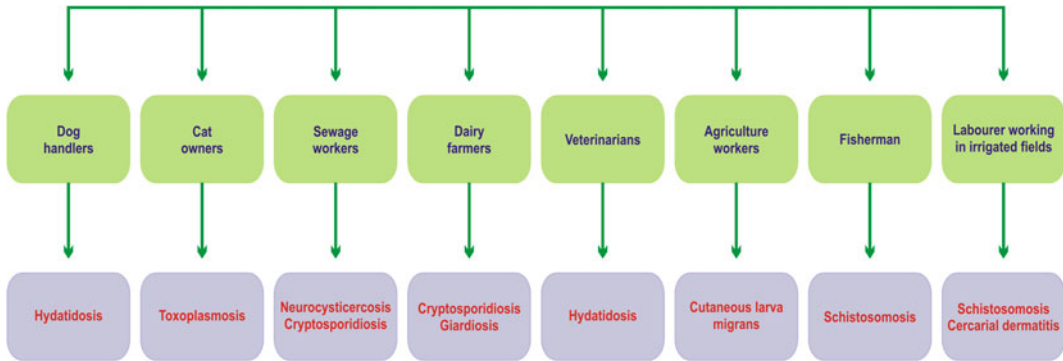 Dog
handlers
Cat
owners
Sewage
workers
Dairy
farmers
Veterinarians
Agriculture
workers
Fisherman
Labourer working
in irrigated fields
Hydatidosis
Toxoplasmosis
Neurocysticercosis
Cryptosporidiosis
Cryptosporidiosis
Giardiosis
Hydatidosis
Cutaneous larva
migrans
Schistosomosis
Schistosomosis
Cercarial dermatitis